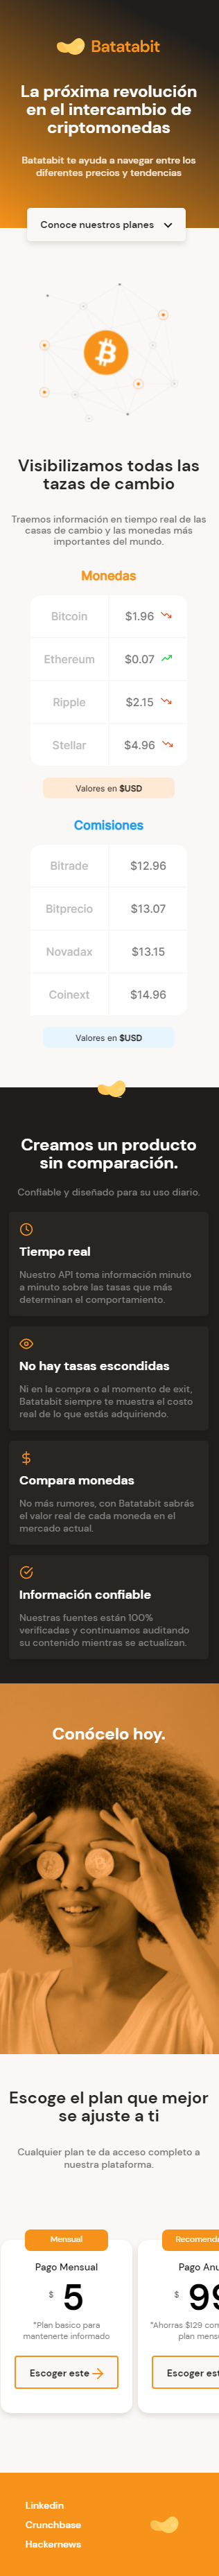 Batatabit
La próxima revolución
en el intercambio de
criptomonedas
Batatabit te ayuda a navegar entre los
diferentes precios y tendencias
Conoce nuestros planes
Visibilizamos todas las
tazas de cambio
Traemos información en tiempo real de las
casas de cambio y las monedas más
importantes del mundo.
Monedas
Bitcoin $1.96
Ethereum $0.07
Ripple $2.15
Stellar $4.96
Valores en $USD
Comisiones
Bitrade $12.96
Bitprecio $13.07
Novadax $13.15
Coinext $14.96
Valores en $USD
Creamos un producto
sin comparación.
Confiable y diseñado para su uso diario.
Tiempo real
Nuestro API toma información minuto
a minuto sobre las tasas que más
determinan el comportamiento.
No hay tasas escondidas
Ni en la compra o al momento de exit,
Batatabit siempre te muestra el costo
real de lo que estás adquiriendo.
Compara monedas
No más rumores, con Batatabit sabrás
el valor real de cada moneda en el
mercado actual.
Información confiable
Nuestras fuentes están 100%
verificadas y continuamos auditando
su contenido mientras se actualizan.
Conócelo hoy.
Escoge el plan que mejor
se ajuste a ti
Cualquier plan te da acceso completo a
nuestra plataforma.
Mensual
Pago Mensual
$ 5
*Plan basico para
mantenerte informado
Escoger este
Recomend
Pago Anu
$ 99
*Ahorras $129 com
plan mensu
Escoger est
Linkedin
Crunchbase
Hackernews